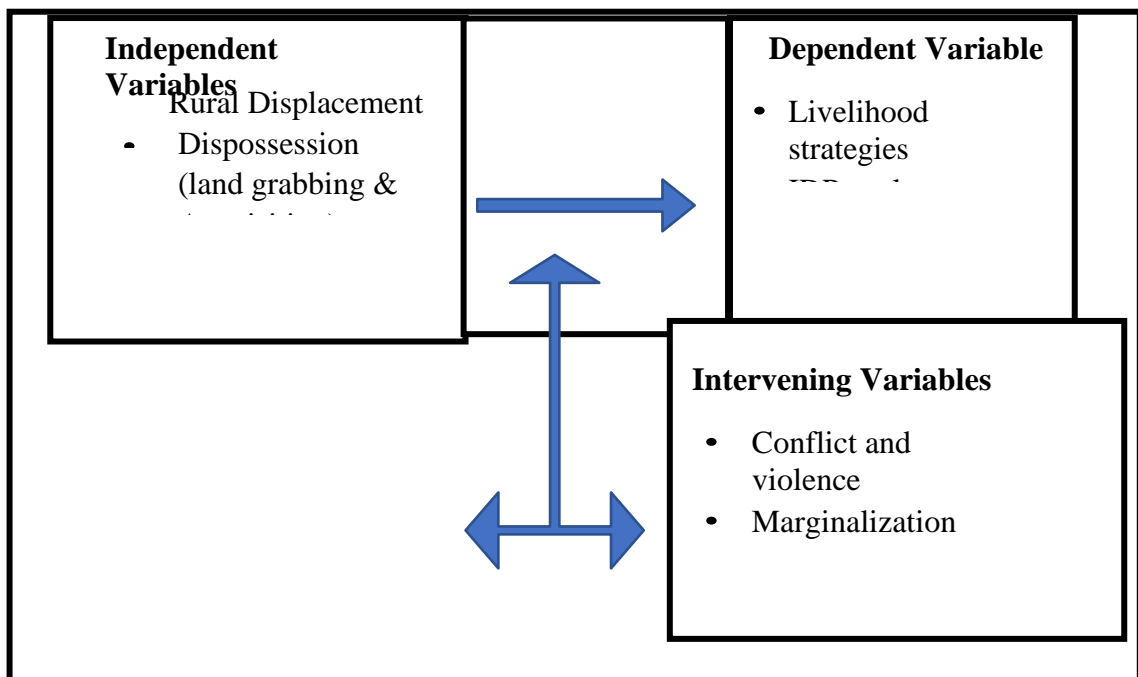 Independent
Variables
Rural Displacement
• Dispossession
(land grabbing &
Dependent Variable
• Livelihood
strategies
Intervening Variables
• Conflict and
violence
• Marginalization